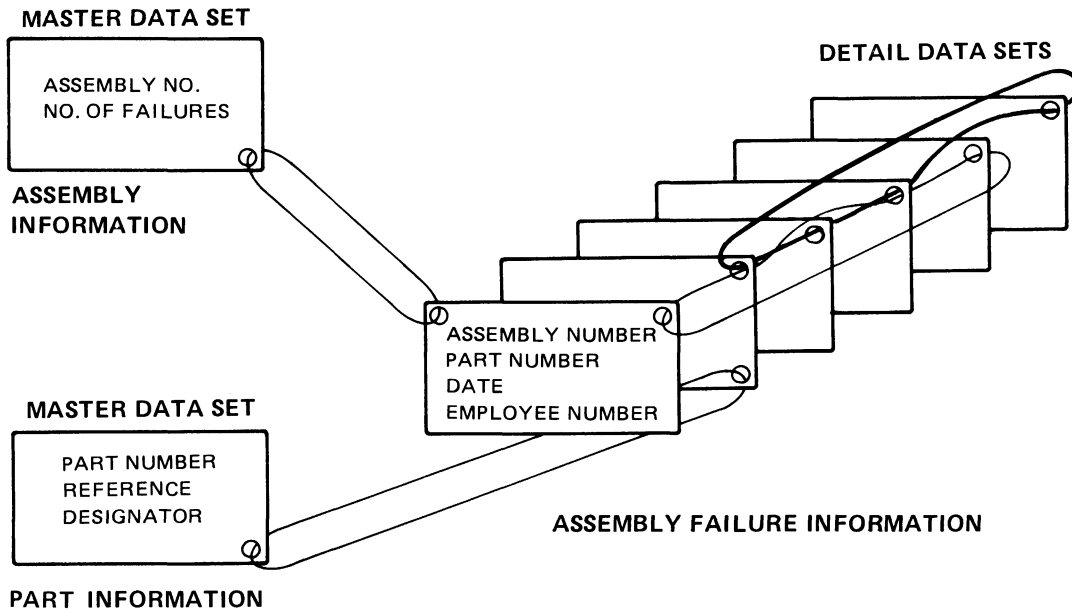 MASTER DATA SET
ASSEMBLY NO.
NO. OF FAILURES
ASSEMBLY
INFORMATION
DETAIL DATA SETS
ASSEMBLY NUMBER
PART NUMBER
DATE
EMPLOYEE NUMBER
MASTER DATA SET
PART NUMBER
REFERENCE
DESIGNATOR
ASSEMBLY FAILURE INFORMATION
PART INFORMATION